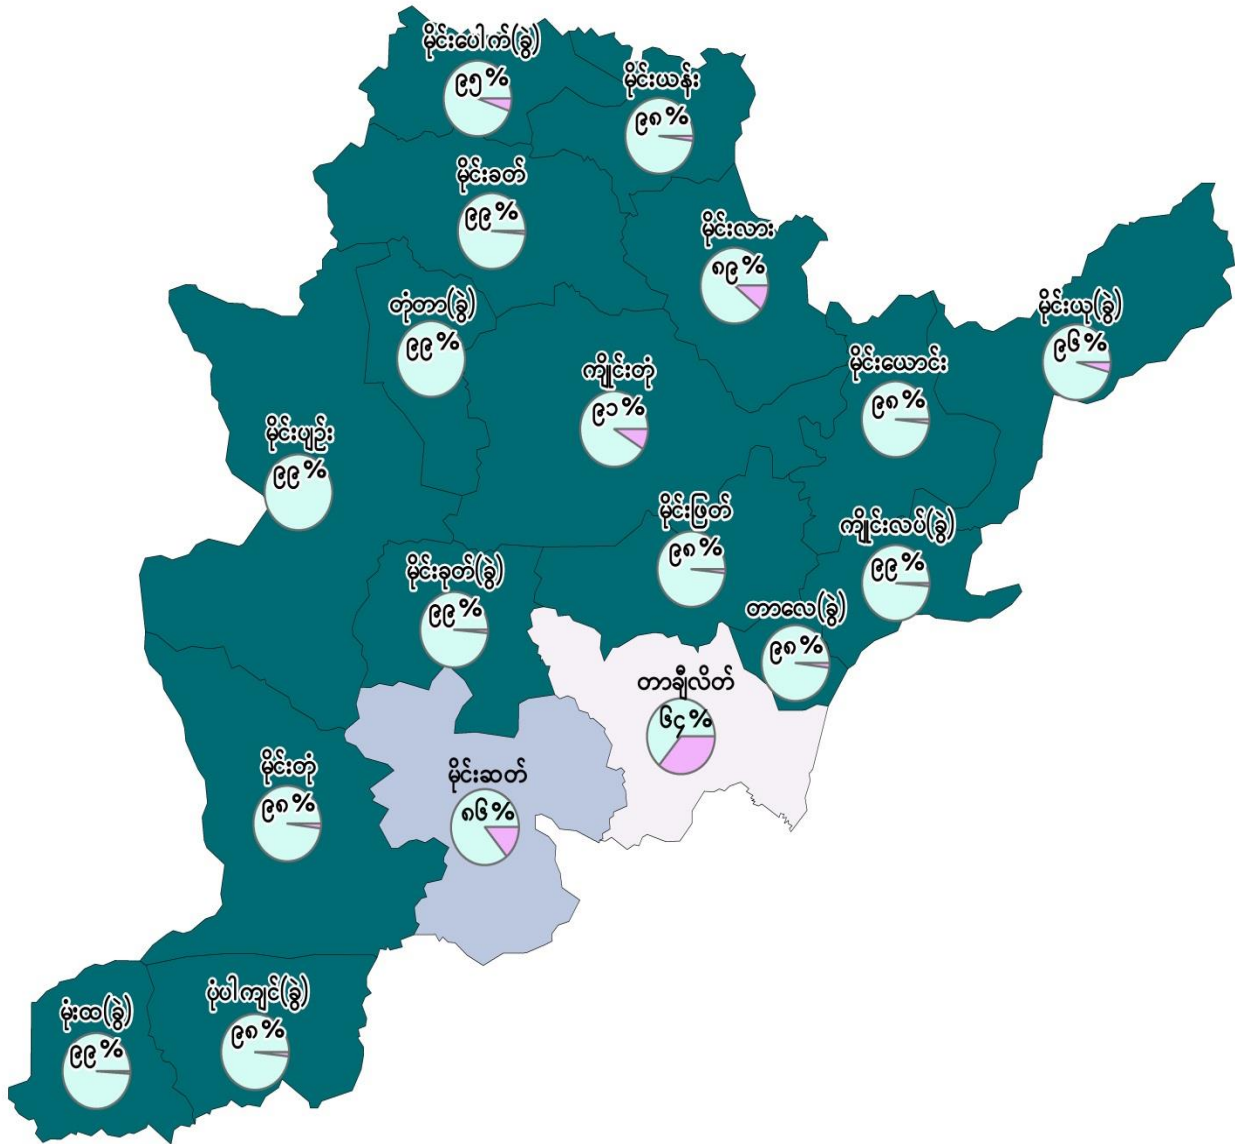 မိုင်းပေါက်(ခွဲ)
၉၅%
မိုင်းယန်း
၉၈%
မိုင်းခတ်
၉၉%
မိုင်းလား
၈၉%
တုံတာ(ခွဲ)
၉၉%
မိုင်းယု(ခွဲ)
၉၆%
ကျိုင်းတုံ
၉၁%
မိုင်းယောင်း
၉၈%
မိုင်းပျဉ်း
၉၉%
မိုင်းဖြတ်
၉၈%
ကျိုင်းလပ်(ခွဲ)
၉၉%
မိုင်းခုတ်(ခွဲ)
၉၉%
တာလေ(ခွဲ)
၉၈%
တာချီလိတ်
၆၄%
မိုင်းတုံ
၉၈%
မိုင်းဆတ်
၈၆%
ပုံပါကျင်(ခွဲ)
၉၈%
မုံးထ(ခွဲ)
၉၉%